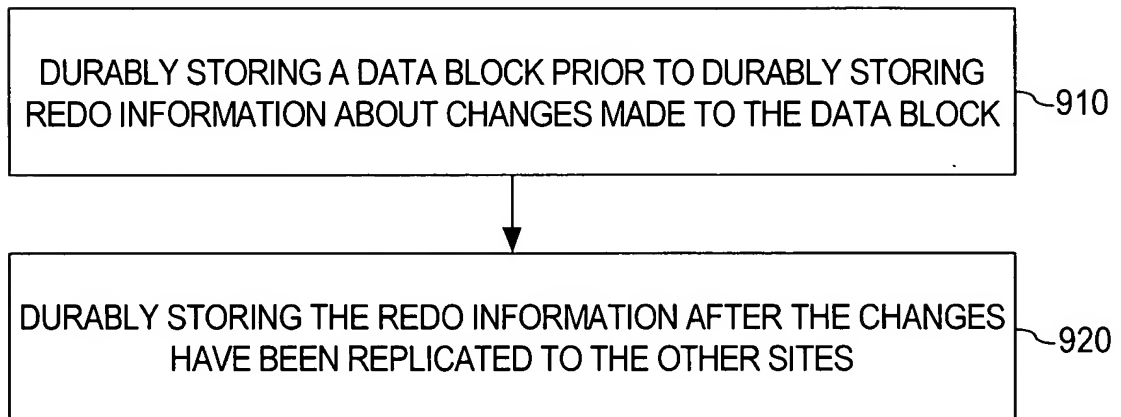 DURABLY STORING A DATA BLOCK PRIOR TO DURABLY STORING
REDO INFORMATION ABOUT CHANGES MADE TO THE DATA BLOCK
910
DURABLY STORING THE REDO INFORMATION AFTER THE CHANGES
HAVE BEEN REPLICATED TO THE OTHER SITES
920